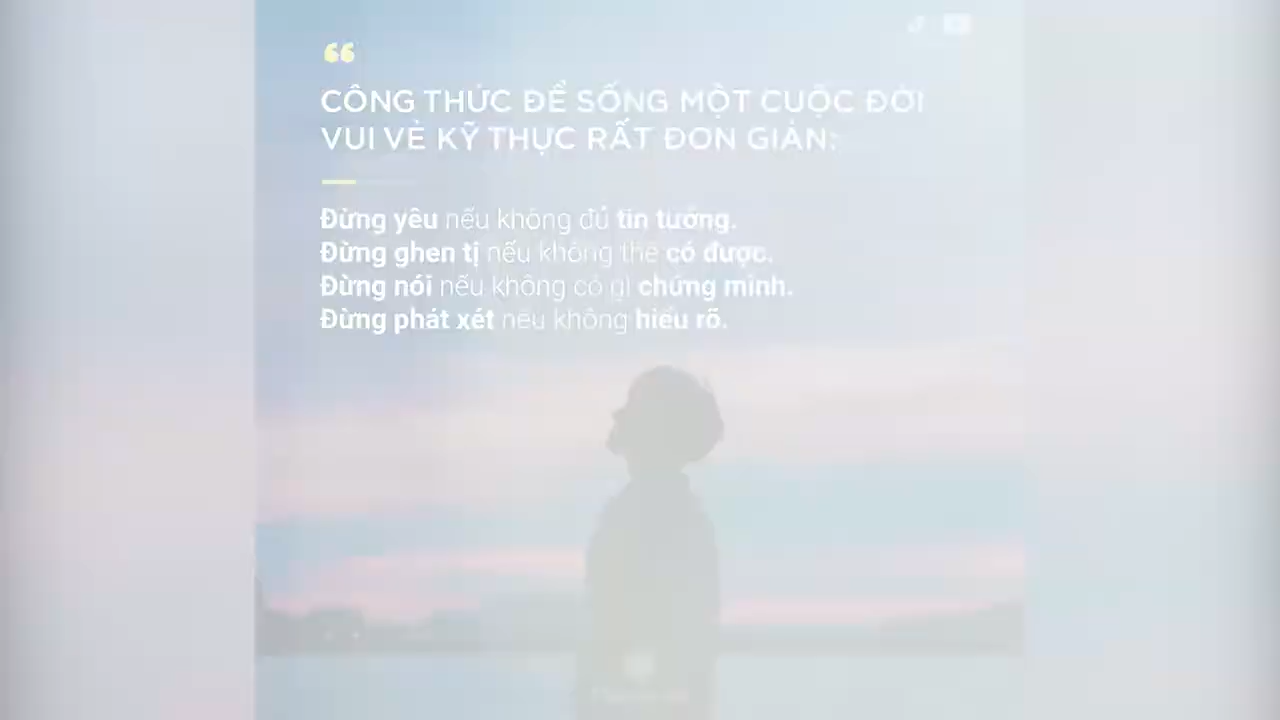 “
CÔNG THỨC ĐỂ SỐNG MỘT CUỘC ĐỜI
VUI VẺ KỸ THỰC RẤT ĐƠN GIẢN:
Đừng yêu nếu không đủ tin tưởng.
Đừng ghen tị nếu không thể có được.
Đừng nói nếu không có gì chứng minh.
Đừng phát xét nếu không hiểu rõ.